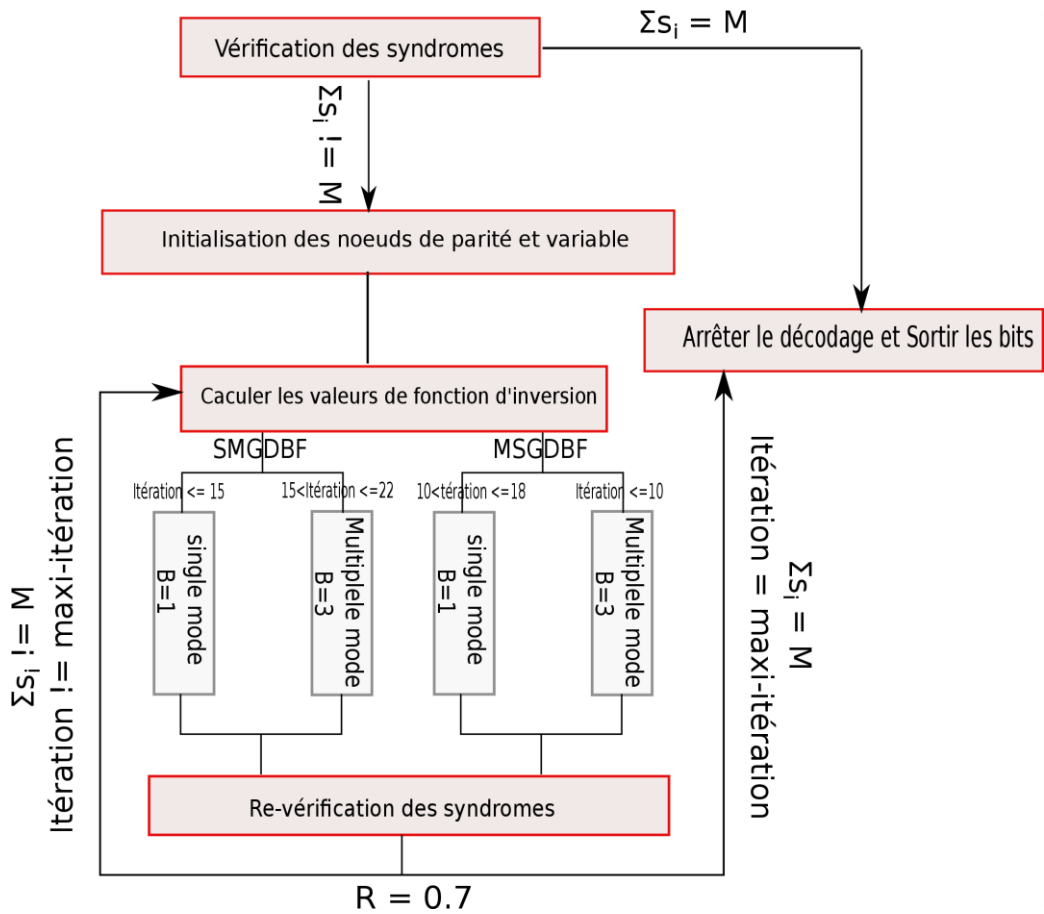 Σsi = M
Vérification des syndromes
Σsi != M
Initialisation des noeuds de parité et variable
Arrêter le décodage et Sortir les bits
Caculer les valeurs de fonction d'inversion
SMGDBF
MSGDBF
Itération <= 15
15<Itération <=22
10<tération <=18
Itération <=10
single mode
B=1
Multiplele mode
B=3
single mode
B=1
Multiplele mode
B=3
Σsi != M
Itération != maxi-itération
Σsi = M
Itération = maxi-itération
Re-vérification des syndromes
R = 0.7